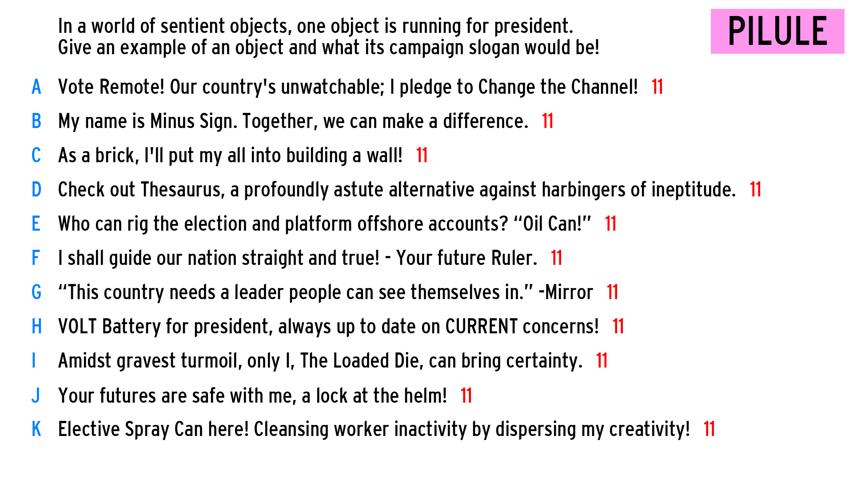 In a world of sentient objects, one object is running for president.
Give an example of an object and what its campaign slogan would be!
PILULE
A Vote Remote! Our country's unwatchable; I pledge to Change the Channel! 11
B My name is Minus Sign. Together, we can make a difference. 11
C As a brick, I'll put my all into building a wall! 11
D Check out Thesaurus, a profoundly astute alternative against harbingers of ineptitude. 11
E Who can rig the election and platform offshore accounts? “Oil Can!” 11
F I shall guide our nation straight and true! - Your future Ruler. 11
G “This country needs a leader people can see themselves in.” -Mirror 11
H VOLT Battery for president, always up to date on CURRENT concerns! 11
I Amidst gravest turmoil, only I, The Loaded Die, can bring certainty. 11
J Your futures are safe with me, a lock at the helm! 11
K Elective Spray Can here! Cleansing worker inactivity by dispersing my creativity! 11